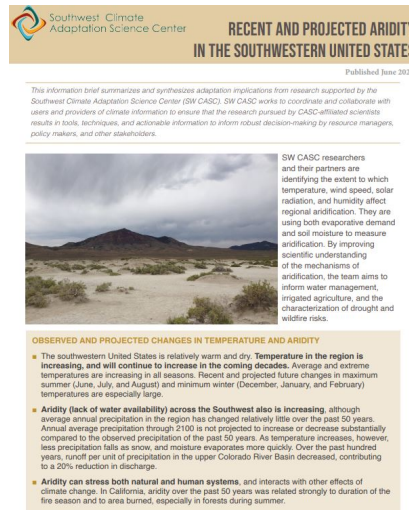 Southwest Climate
Adaptation Science Center
RECENT AND PROJECTED ARIDITY
IN THE SOUTHWESTERN UNITED STATES
Published June 202
This information brief summarizes and synthesizes adaptation implications from research supported by the
Southwest Climate Adaptation Science Center (SW CASC). SW CASC works to coordinate and collaborate with
users and providers of climate information to ensure that the research pursued by CASC-affiliated scientists
results in tools, techniques, and actionable information to inform robust decision-making by resource managers,
policy makers, and other stakeholders.
SW CASC researchers
and their partners are
identifying the extent to which
temperature, wind speed, solar
radiation, and humidity affect
regional aridification. They are
using both evaporative demand
and soil moisture to measure
aridification. By improving
scientific understanding
of the mechanisms of
aridification, the team aims to
inform water management,
irrigated agriculture, and the
characterization of drought and
wildfire risks.
OBSERVED AND PROJECTED CHANGES IN TEMPERATURE AND ARIDITY
■ The southwestern United States is relatively warm and dry. Temperature in the region is
increasing, and will continue to increase in the coming decades. Average and extreme
temperatures are increasing in all seasons. Recent and projected future changes in maximum
summer (June, July, and August) and minimum winter (December, January, and February)
temperatures are especially large.
■ Aridity (lack of water availability) across the Southwest also is increasing, although
average annual precipitation in the region has changed relatively little over the past 50 years.
Annual average precipitation through 2100 is not projected to increase or decrease substantially
compared to the observed precipitation of the past 50 years. As temperature increases, however,
less precipitation falls as snow, and moisture evaporates more quickly. Over the past hundred
years, runoff per unit of precipitation in the upper Colorado River Basin decreased, contributing
to a 20% reduction in discharge.
■ Aridity can stress both natural and human systems, and interacts with other effects of
climate change. In California, aridity over the past 50 years was related strongly to duration of the
fire season and to area burned, especially in forests during summer.